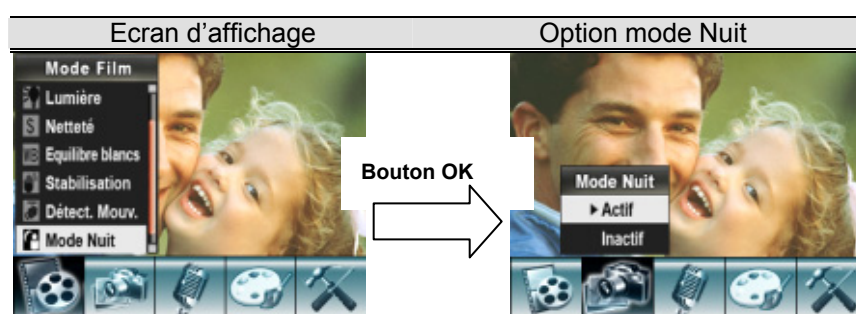 Ecran d’affichage
Option mode Nuit
Mode Film
Lumière
S Netteté
WB Equilibre blancs
Stabilisation
Détect. Mouv.
Mode Nuit
Bouton OK
Mode Nuit
Actif
Inactif